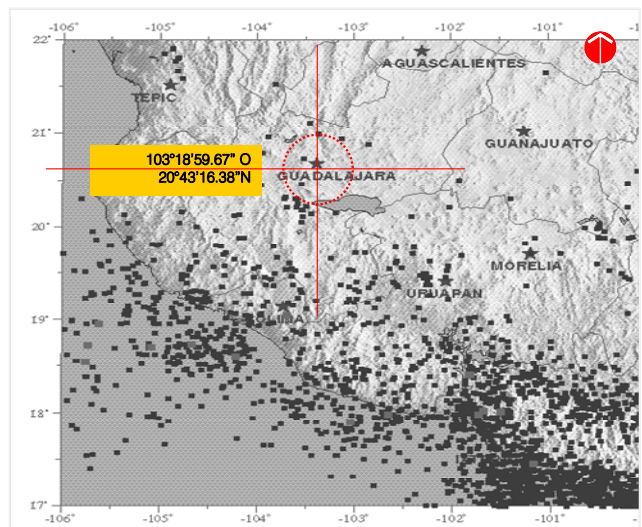 -106° -105° -104° -103° -102° -101°
22°
AGUASCALIENTES
TEPIC
21°
GUANAJUATO
103°18'59.67" O
20°43'16.38"N
GUADALAJARA
20°
MORELIA
URUAPAN
19°
COLIMA
18°
17°
-106° -105° -104° -103° -102° -101°